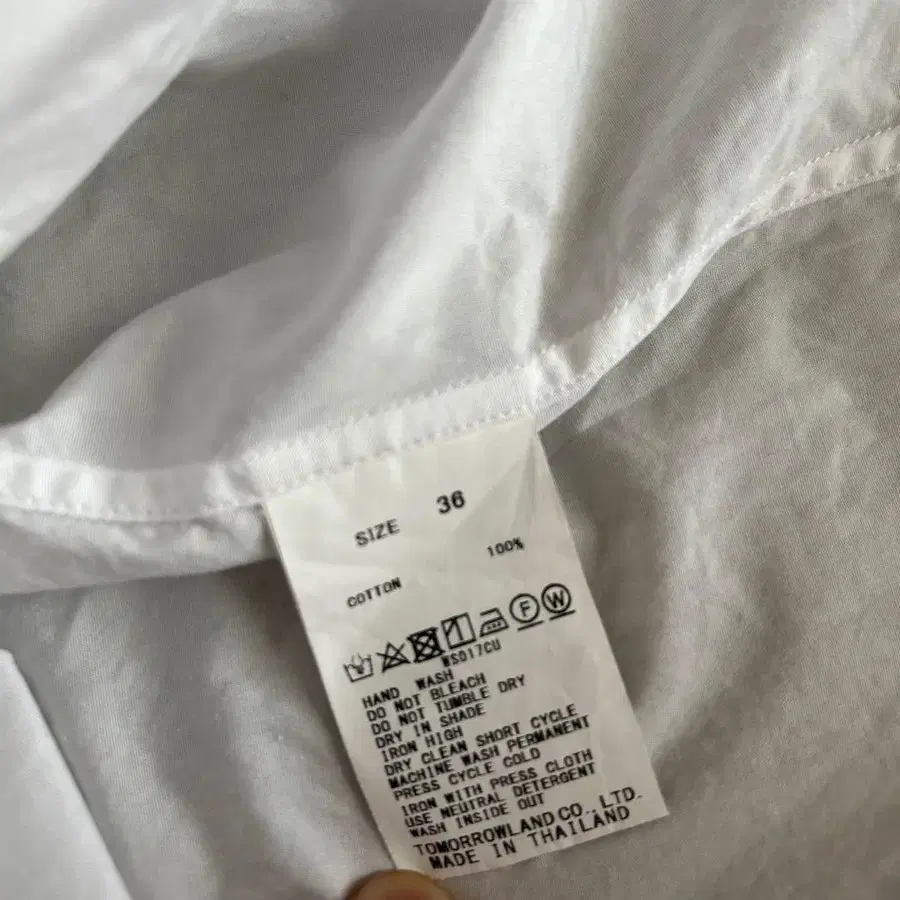 SIZE 36
COTTON 100%
F W
WS017CU
HAND WASH
DO NOT BLEACH
DO NOT TUMBLE DRY
DRY IN SHADE
IRON HIGH
DRY CLEAN SHORT CYCLE
MACHINE WASH PERMANENT
PRESS CYCLE COLD
IRON WITH PRESS CLOTH
USE NEUTRAL DETERGENT
WASH INSIDE OUT
TOMORROWLAND CO., LTD.
MADE IN THAILAND